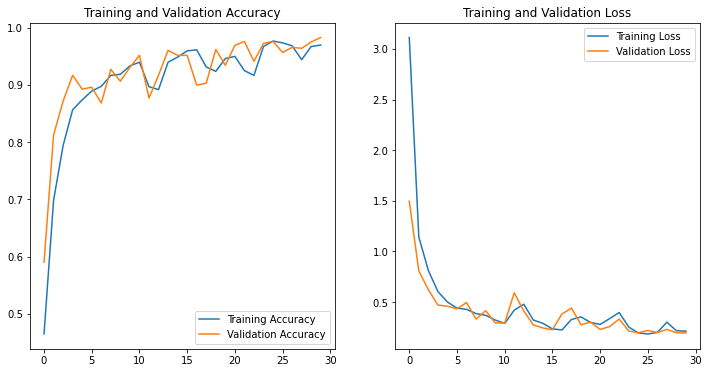 Training and Validation Accuracy
1.0
0.9
0.8
0.7
0.6
0.5
0 5 10 15 20 25 30
Training Accuracy
Validation Accuracy
Training and Validation Loss
3.0
2.5
2.0
1.5
1.0
0.5
0 5 10 15 20 25 30
Training Loss
Validation Loss